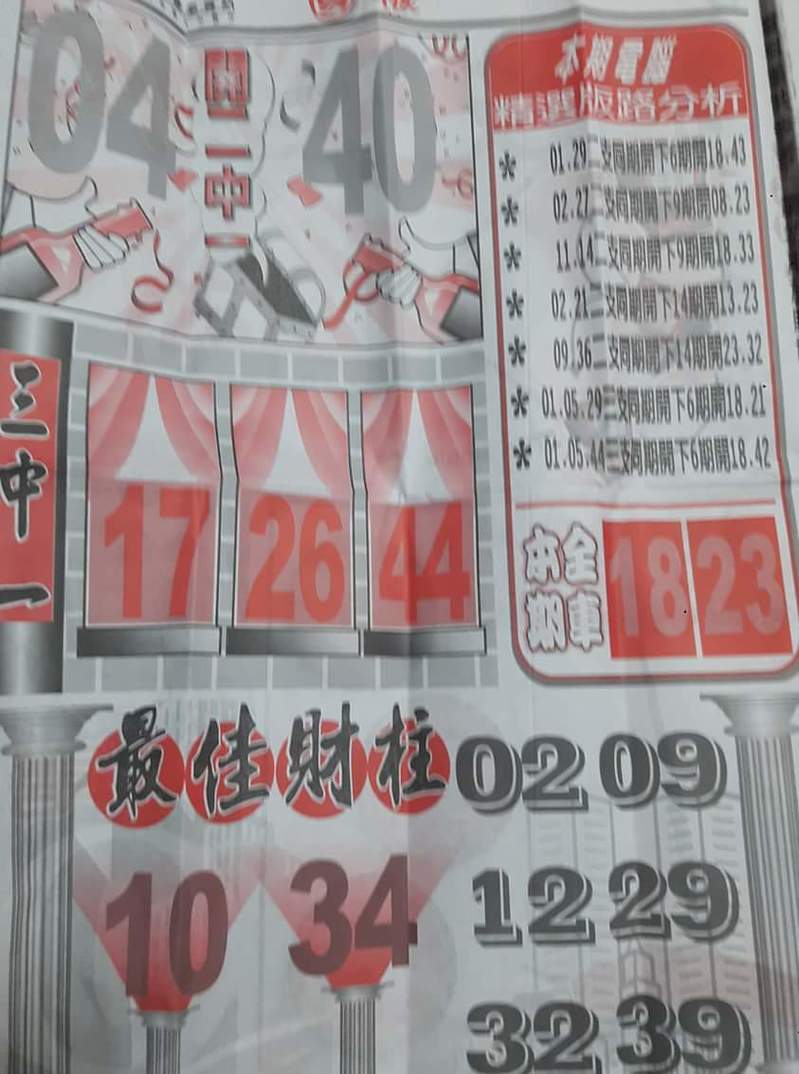 04 開二中一 40
本期電腦
精選版路分析
* 01.29二支同期開下6期開18.43
* 02.27二支同期開下9期開08.23
* 11.14二支同期開下9期開18.33
* 02.21二支同期開下14期開13.23
* 09.36二支同期開下14期開23.32
* 01.05.29三支同期開下6期開18.21
* 01.05.44三支同期開下6期開18.42
三中一
17 26 44
本期全車 18 23
最佳財柱 02 09
10 34 12 29
32 39